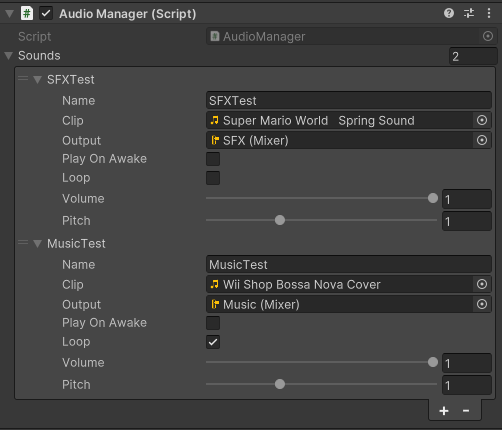 Audio Manager (Script)
Script AudioManager
Sounds 2
SFXTest
Name SFXTest
Clip Super Mario World Spring Sound
Output SFX (Mixer)
Play On Awake
Loop
Volume 1
Pitch 1
MusicTest
Name MusicTest
Clip Wii Shop Bossa Nova Cover
Output Music (Mixer)
Play On Awake
Loop
Volume 1
Pitch 1